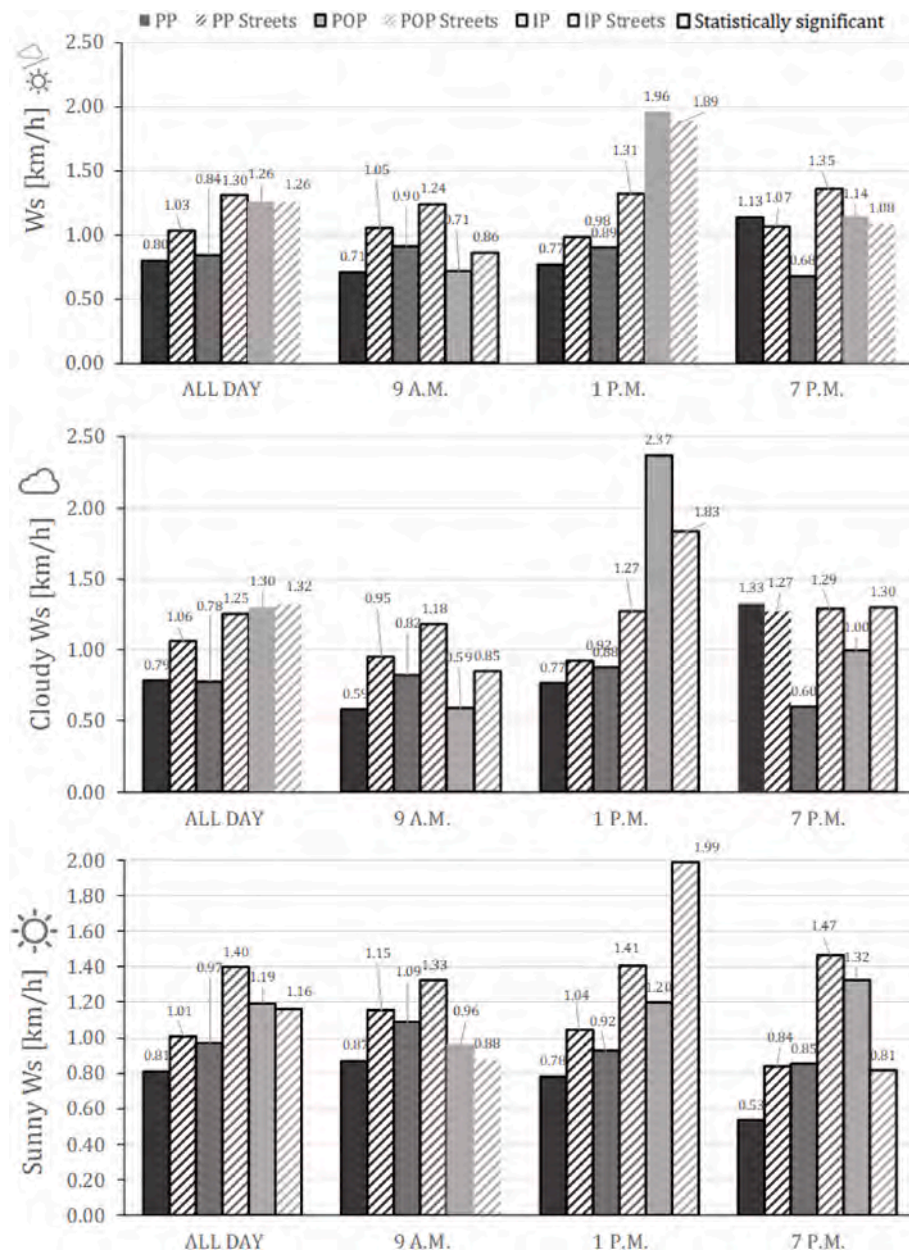 PP PP Streets POP POP Streets IP IP Streets Statistically significant
Ws [km/h]
2.50
2.00
1.50
1.00
0.50
0.00
0.80 1.03 0.84 1.30 1.26 1.26
0.71 1.05 0.90 1.24 0.71 0.86
0.77 0.98 0.89 1.31 1.96 1.89
1.13 1.07 0.68 1.35 1.14 1.08
ALL DAY 9 A.M. 1 P.M. 7 P.M.
Cloudy Ws [km/h]
2.50
2.00
1.50
1.00
0.50
0.00
0.79 1.06 0.78 1.25 1.30 1.32
0.59 0.95 0.82 1.18 0.59 0.85
0.77 0.92 0.88 1.27 2.37 1.83
1.33 1.27 0.60 1.29 1.00 1.30
ALL DAY 9 A.M. 1 P.M. 7 P.M.
Sunny Ws [km/h]
2.00
1.80
1.60
1.40
1.20
1.00
0.80
0.60
0.40
0.20
0.00
0.81 1.01 0.97 1.40 1.19 1.16
0.87 1.15 1.09 1.33 0.96 0.88
0.78 1.04 0.92 1.41 1.20 1.99
0.53 0.84 0.85 1.47 1.32 0.81
ALL DAY 9 A.M. 1 P.M. 7 P.M.